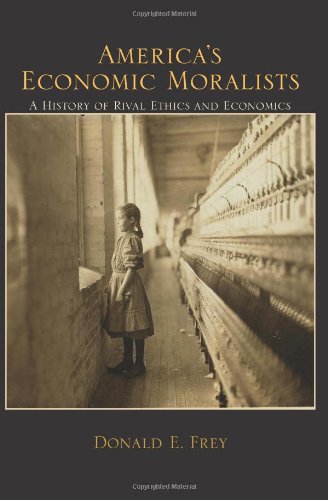 AMERICA'S
ECONOMIC MORALISTS
A HISTORY OF RIVAL ETHICS AND ECONOMICS
DONALD E. FREY